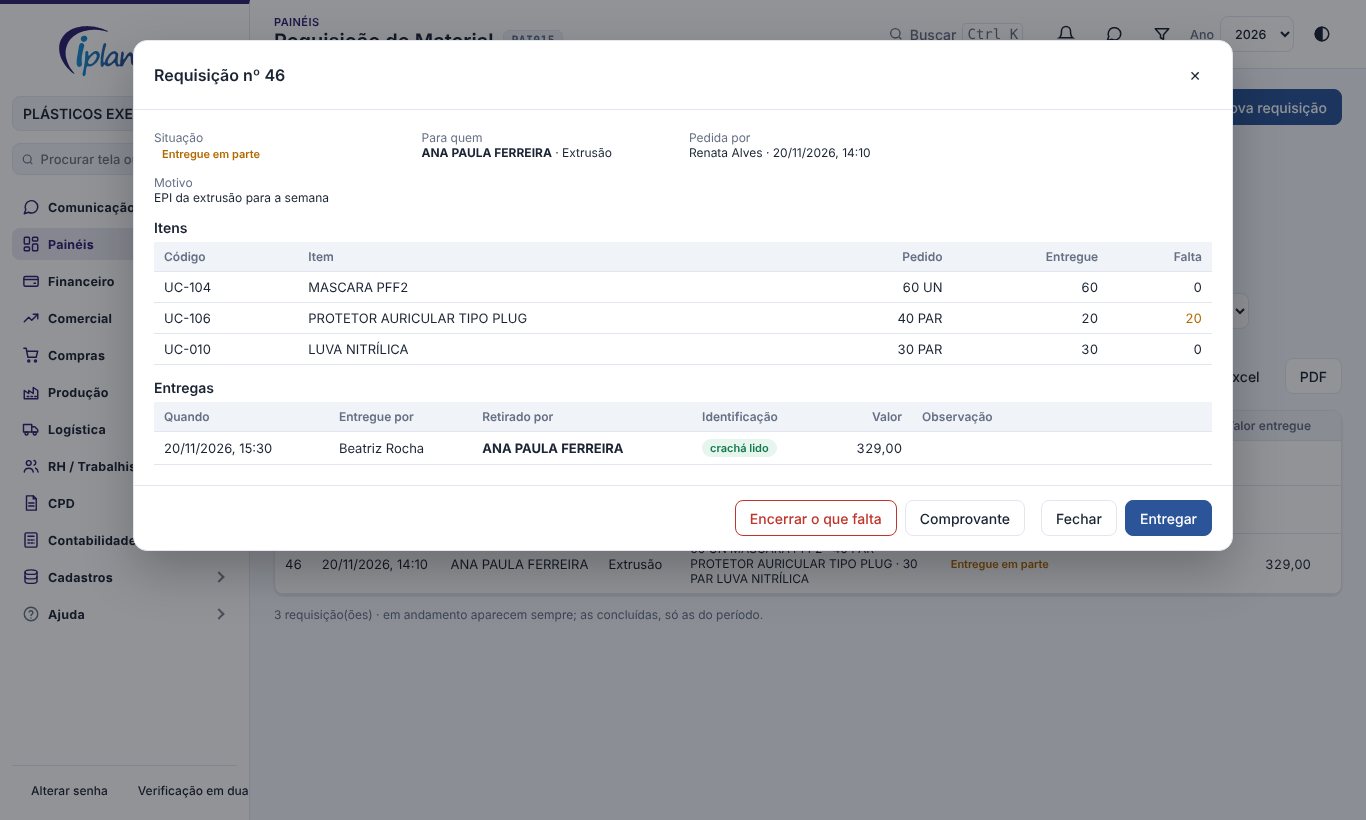 PAINÉIS
Buscar Ctrl K Ano 2026
iplan
Requisição nº 46 ×
PLÁSTICOS EXE
ova requisição
Procurar tela o
Situação
Entregue em parte
Para quem
ANA PAULA FERREIRA · Extrusão
Pedida por
Renata Alves · 20/11/2026, 14:10
Motivo
EPI da extrusão para a semana
Itens
Código Item Pedido Entregue Falta
UC-104 MASCARA PFF2 60 UN 60 0
UC-106 PROTETOR AURICULAR TIPO PLUG 40 PAR 20 20
UC-010 LUVA NITRÍLICA 30 PAR 30 0
Entregas
Quando Entregue por Retirado por Identificação Valor Observação
20/11/2026, 15:30 Beatriz Rocha ANA PAULA FERREIRA crachá lido 329,00
Encerrar o que falta Comprovante Fechar Entregar
Comunicação
Painéis
Financeiro
Comercial
Compras
Produção
Logística
RH / Trabalhis
CPD
Contabilidade
Cadastros
Ajuda
xcel PDF
alor entregue
46 20/11/2026, 14:10 ANA PAULA FERREIRA Extrusão
PROTETOR AURICULAR TIPO PLUG · 30
PAR LUVA NITRÍLICA
Entregue em parte 329,00
3 requisição(ões) · em andamento aparecem sempre; as concluídas, só as do período.
Alterar senha Verificação em dua